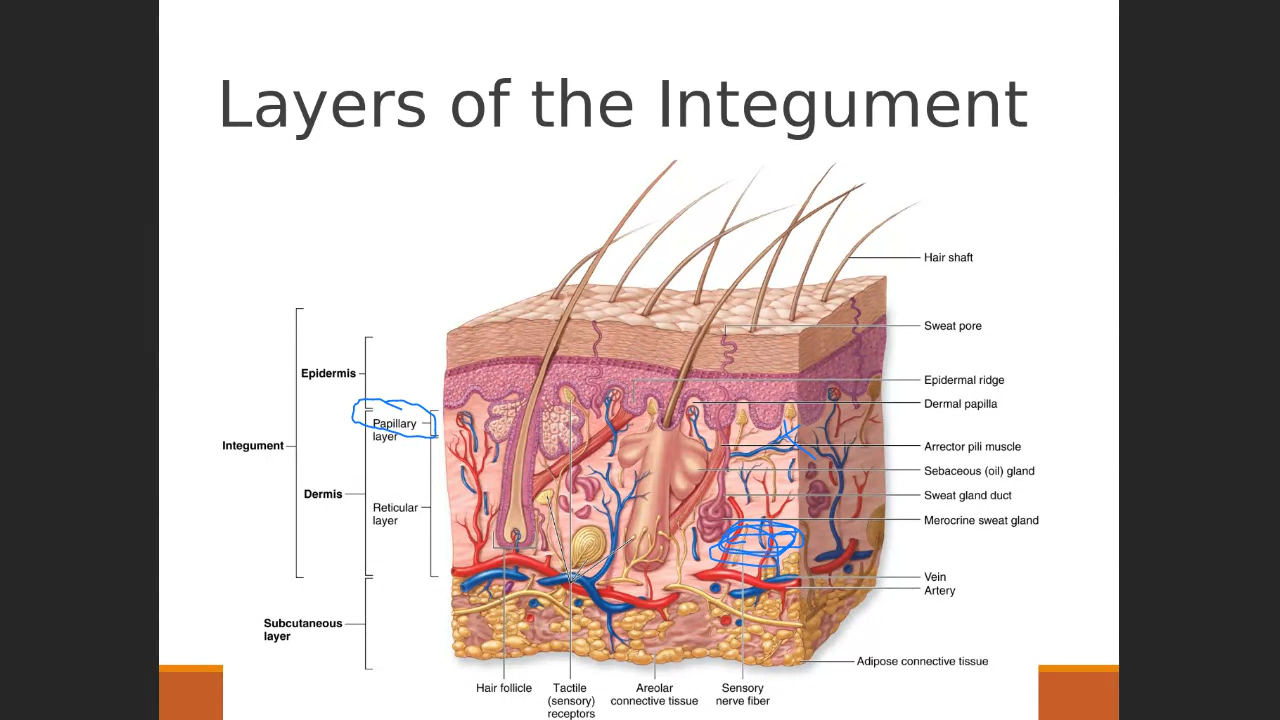 Layers of the Integument
Hair shaft
Sweat pore
Epidermis
Epidermal ridge
Dermal papilla
Papillary
layer
Integument
Arrector pili muscle
Sebaceous (oil) gland
Dermis
Sweat gland duct
Reticular
layer
Merocrine sweat gland
Vein
Artery
Subcutaneous
layer
Adipose connective tissue
Hair follicle
Tactile
(sensory)
receptors
Areolar
connective tissue
Sensory
nerve fiber